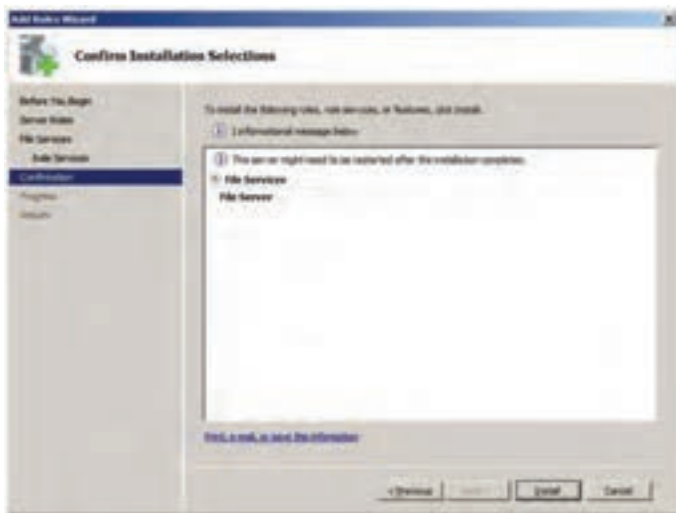 Add Roles Wizard
Confirm Installation Selections
Before You Begin
Server Roles
File Services
Role Services
Confirmation
Progress
Results
To install the following roles, role services, or features, click Install.
1 informational message below
This server might need to be restarted after the installation completes.
File Services
File Server
Print, e-mail, or save this information
< Previous
Next >
Install
Cancel